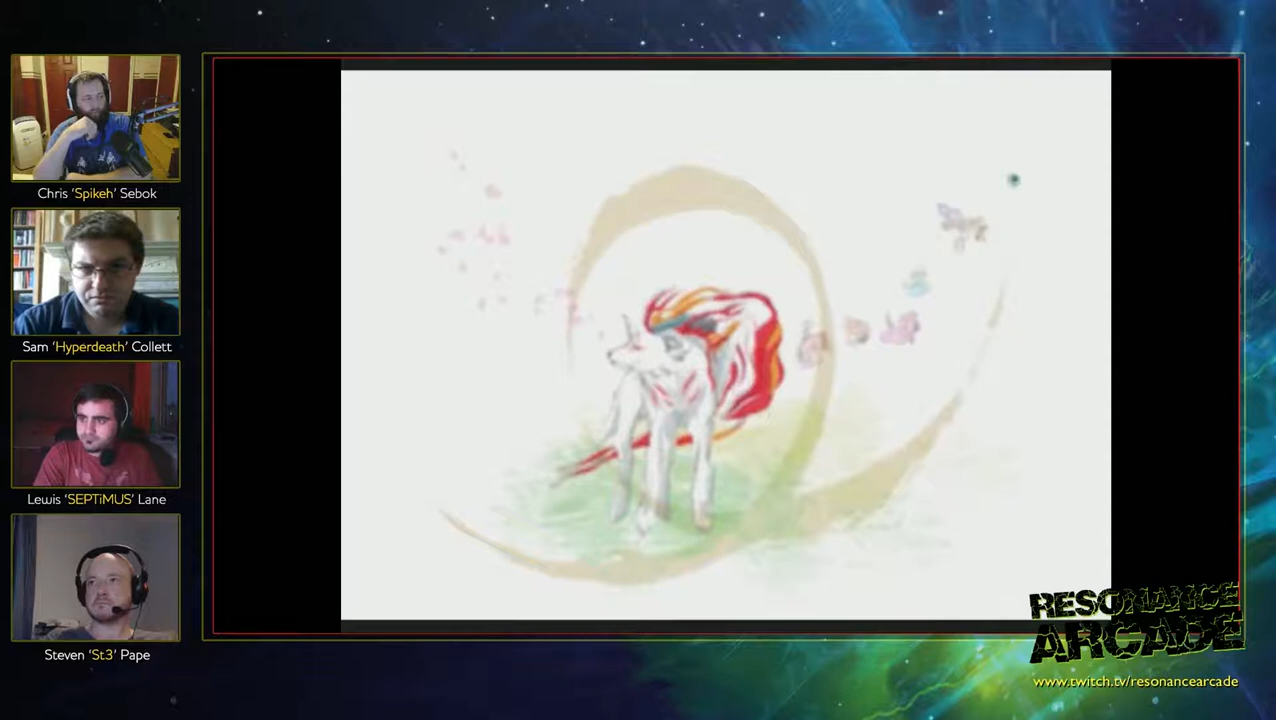 Chris 'Spikeh' Sebok
Sam 'Hyperdeath' Collett
Lewis 'SEPTiMUS' Lane
Steven 'St3' Pape
RESONANCE
ARCADE
www.twitch.tv/resonancearcade